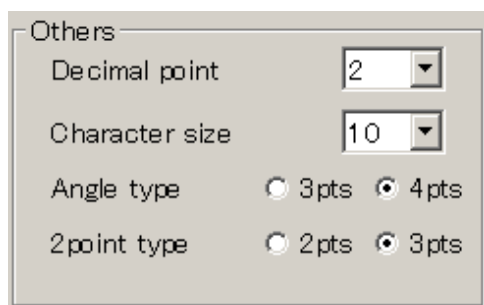 Others
Decimal point 2
Character size 10
Angle type 3pts 4pts
2point type 2pts 3pts